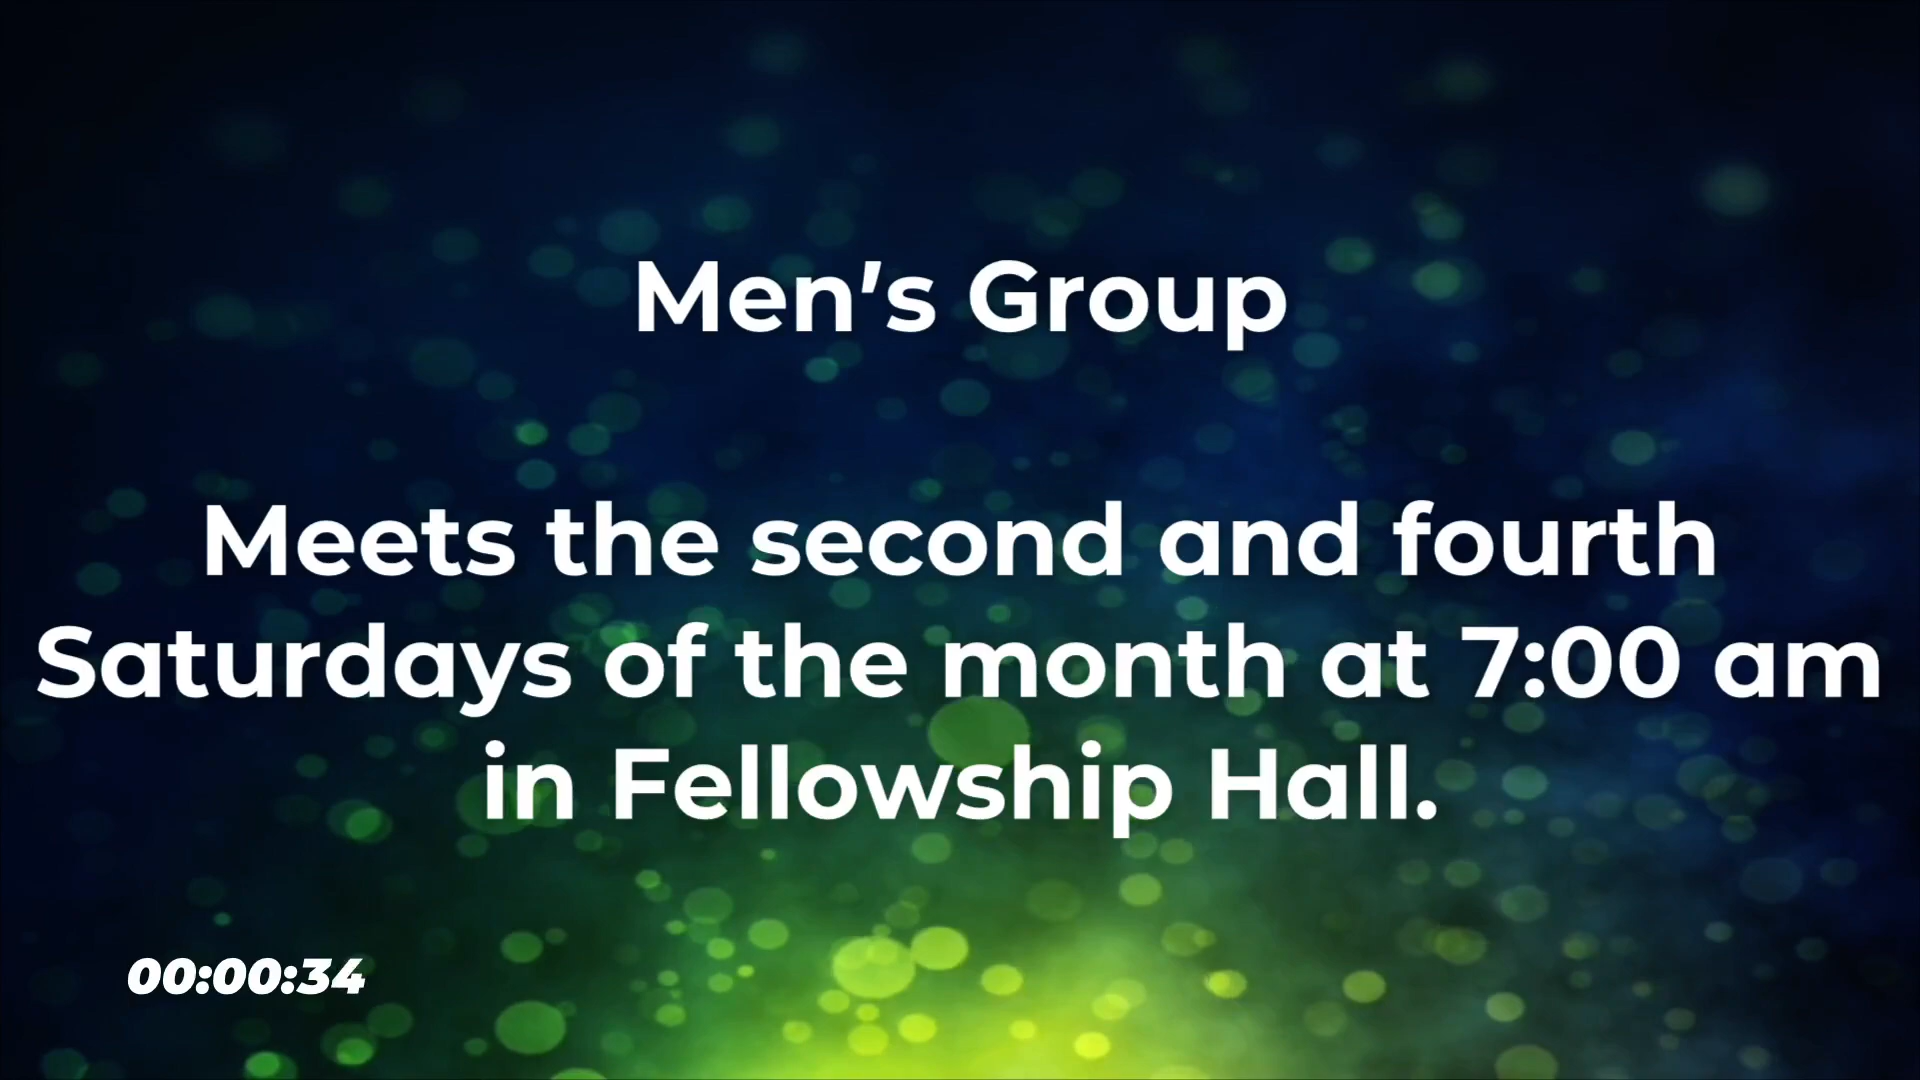 Men's Group
Meets the second and fourth
Saturdays of the month at 7:00 am
in Fellowship Hall.
00:00:34